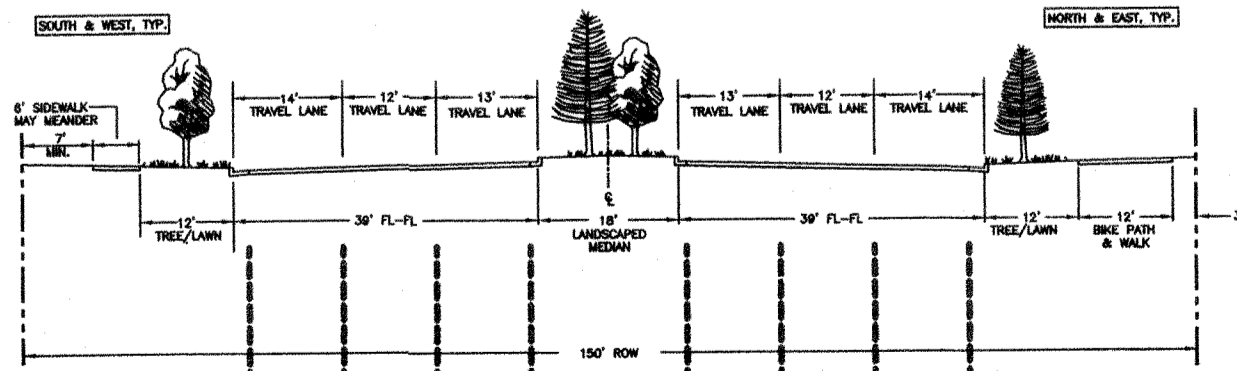 SOUTH & WEST, TYP.
NORTH & EAST, TYP.
6' SIDEWALK
MAY MEANDER
7'
MIN.
14'
TRAVEL LANE
12'
TRAVEL LANE
13'
TRAVEL LANE
13'
TRAVEL LANE
12'
TRAVEL LANE
14'
TRAVEL LANE
℄
12'
TREE/LAWN
39' FL-FL
18'
LANDSCAPED
MEDIAN
39' FL-FL
12'
TREE/LAWN
12'
BIKE PATH
& WALK
150' ROW